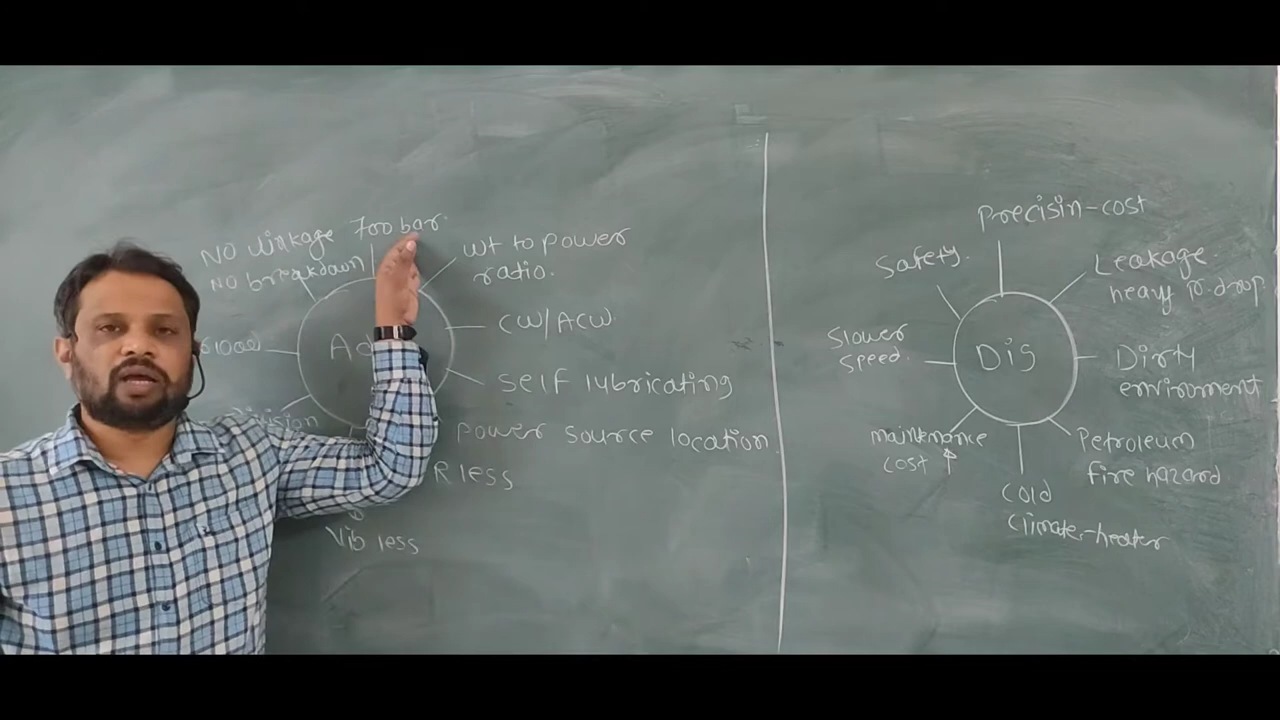 NO linkage 700 bar
NO breakdown
wt to power
ratio.
CW/ACW
Ad
Self lubricating
power source location
R less
Vib less
Precisin-cost
Safety.
Leakage.
heavy P.drop.
Slower
speed.
Dis
Dirty
environment
maintenance
cost ↑
Petroleum
fire hazard
Cold
Climate-heater